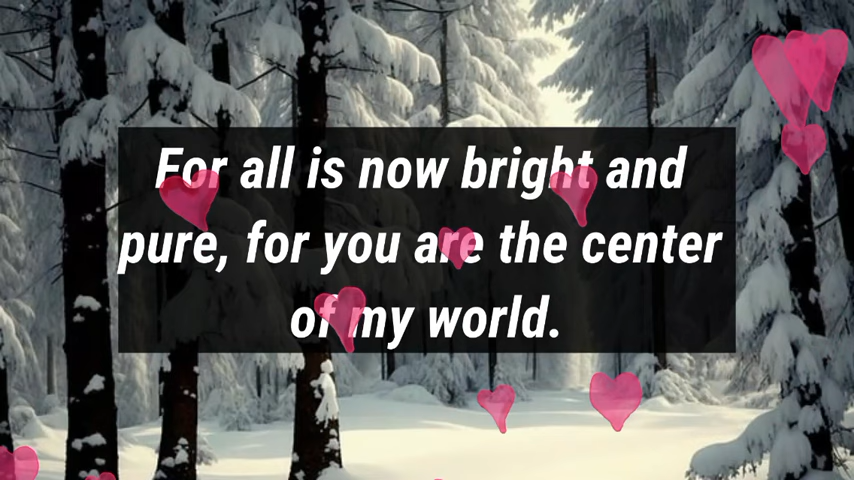 For all is now bright and
pure, for you are the center
of my world.